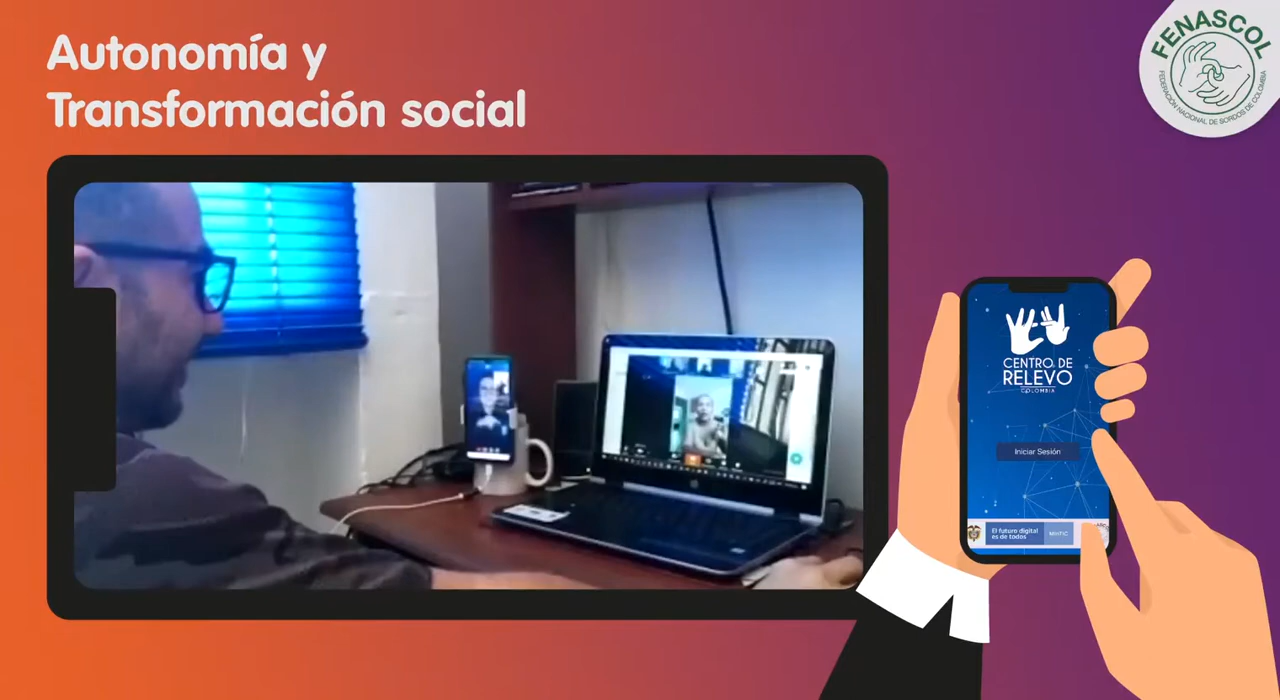 Autonomía y
Transformación social
FENASCOL
FEDERACIÓN NACIONAL DE SORDOS DE COLOMBIA
CENTRO DE
RELEVO
COLOMBIA
Iniciar Sesión
El futuro digital
es de todos
MinTIC